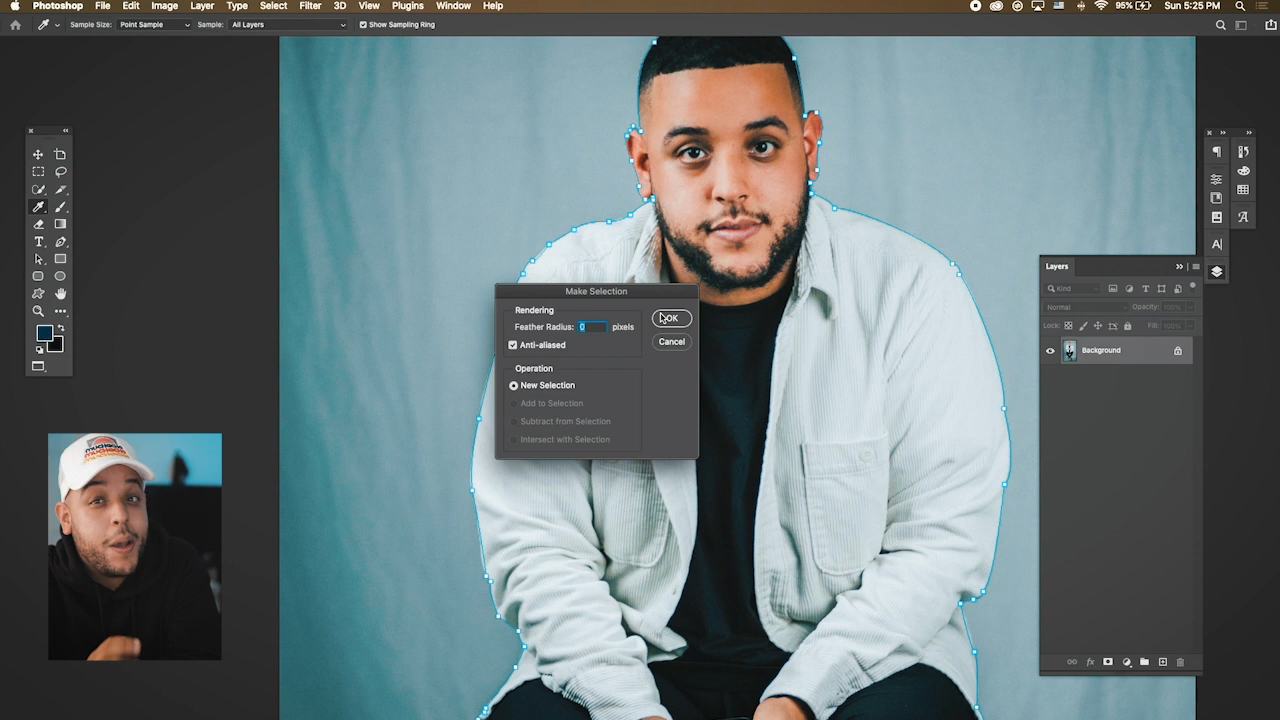 Photoshop File Edit Image Layer Type Select Filter 3D View Plugins Window Help 95% Sun 5:25 PM
Sample Size: Point Sample Sample: All Layers Show Sampling Ring
Make Selection
Rendering
Feather Radius: 0 pixels
Anti-aliased
OK
Cancel
Operation
New Selection
Add to Selection
Subtract from Selection
Intersect with Selection
Layers
Kind
Normal Opacity: 100%
Lock: Fill: 100%
Background